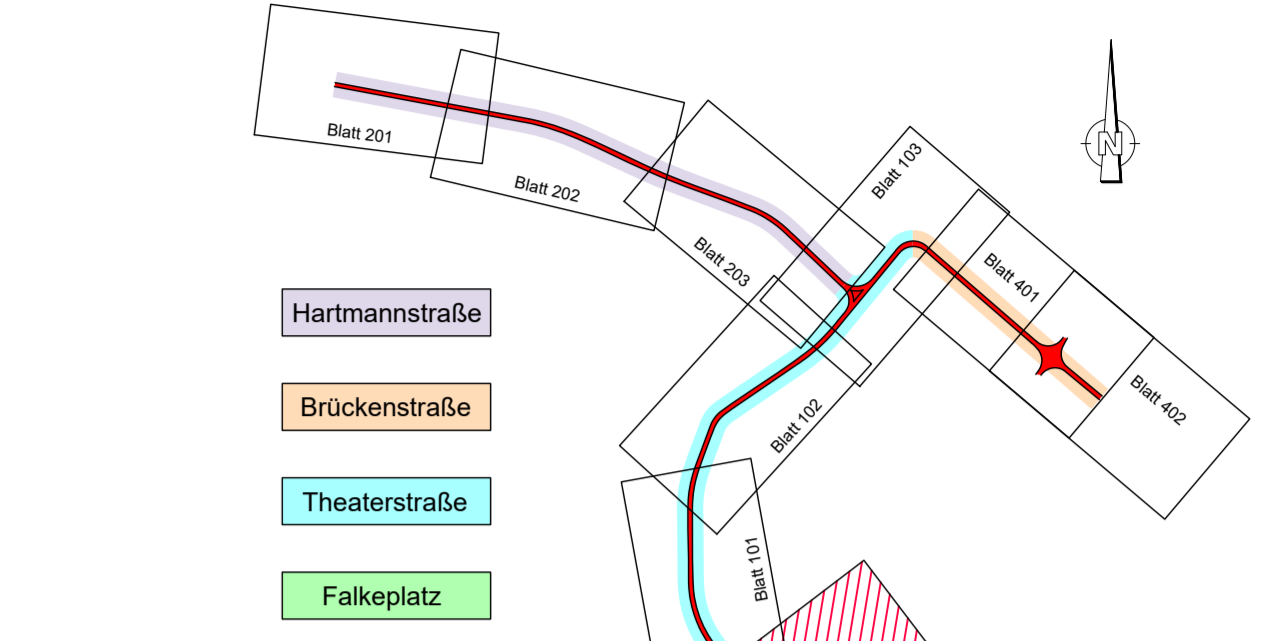 Blatt 201
Blatt 202
Blatt 203
Blatt 103
N
Blatt 401
Blatt 402
Blatt 102
Blatt 101
Hartmannstraße
Brückenstraße
Theaterstraße
Falkeplatz